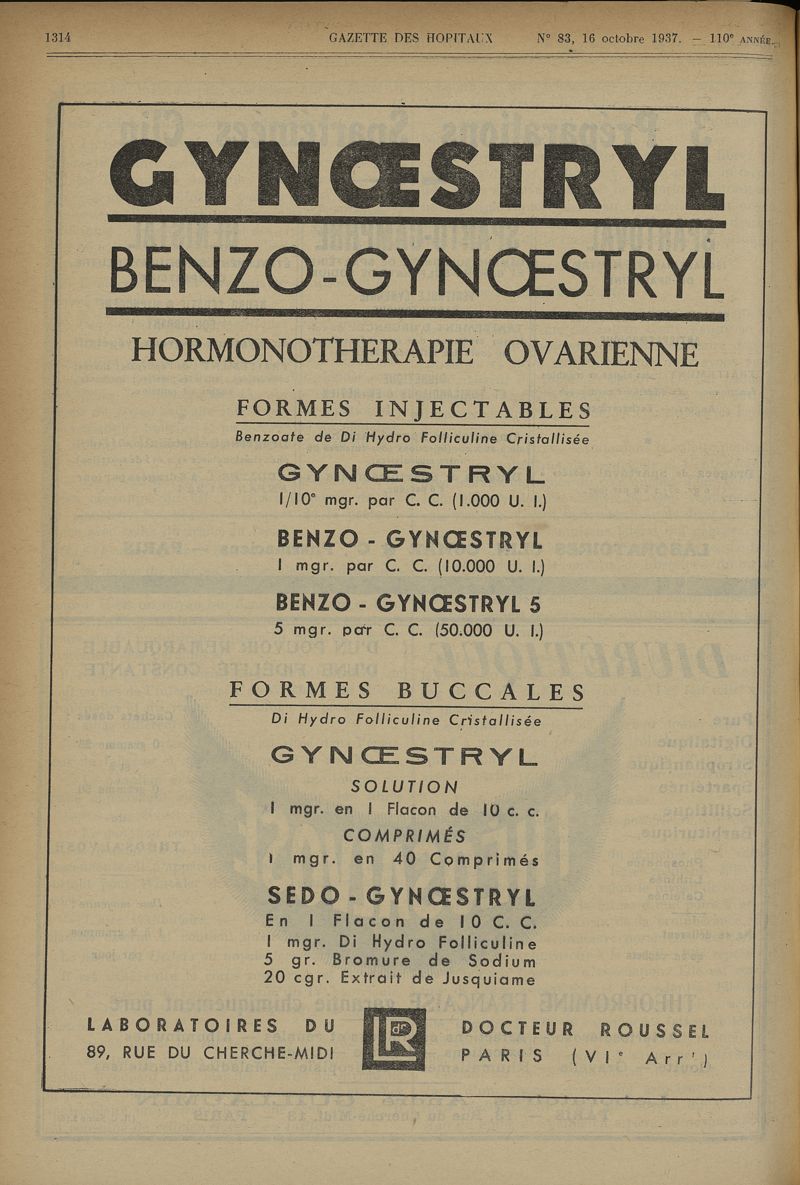 1314 GAZETTE DES HOPITAUX N° 83, 16 octobre 1937. — 110e ANNÉE.
GYNŒSTRYL
BENZO-GYNŒSTRYL
HORMONOTHERAPIE OVARIENNE
FORMES INJECTABLES
Benzoate de Di Hydro Folliculine Cristallisée
GYNŒSTRYL
1/10e mgr. par C. C. (1.000 U. I.)
BENZO - GYNŒSTRYL
1 mgr. par C. C. (10.000 U. I.)
BENZO - GYNŒSTRYL 5
5 mgr. par C. C. (50.000 U. I.)
FORMES BUCCALES
Di Hydro Folliculine Cristallisée
GYNŒSTRYL
SOLUTION
1 mgr. en 1 Flacon de 10 c. c.
COMPRIMÉS
1 mgr. en 40 Comprimés
SEDO - GYNŒSTRYL
En 1 Flacon de 10 C. C.
1 mgr. Di Hydro Folliculine
5 gr. Bromure de Sodium
20 cgr. Extrait de Jusquiame
LABORATOIRES DU LDrR DOCTEUR ROUSSEL
89, RUE DU CHERCHE-MIDI PARIS (VIe Arrt)